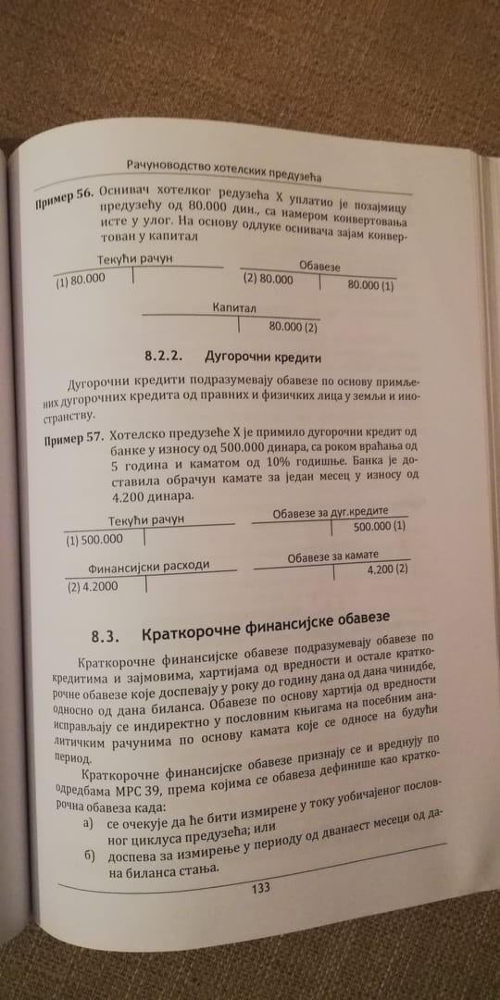 Рачуноводство хотелских предузећа
Пример 56. Оснивач хотелког редузећа X уплатио је позајмицу
предузећу од 80.000 дин., са намером конвертовања
исте у улог. На основу одлуке оснивача зајам конвер-
тован у капитал
Текући рачун
(1) 80.000
Обавезе
(2) 80.000 80.000 (1)
Капитал
80.000 (2)
8.2.2. Дугорочни кредити
Дугорочни кредити подразумевају обавезе по основу примље-
них дугорочних кредита од правних и физичких лица у земљи и ино-
странству.
Пример 57. Хотелско предузеће X је примило дугорочни кредит од
банке у износу од 500.000 динара, са роком враћања од
5 година и каматом од 10% годишње. Банка је до-
ставила обрачун камате за један месец у износу од
4.200 динара.
Текући рачун
(1) 500.000
Обавезе за дуг.кредите
500.000 (1)
Финансијски расходи
(2) 4.2000
Обавезе за камате
4.200 (2)
8.3. Краткорочне финансијске обавезе
Краткорочне финансијске обавезе подразумевају обавезе по
кредитима и зајмовима, хартијама од вредности и остале кратко-
рочне обавезе које доспевају у року до годину дана од дана чинидбе,
односно од дана биланса. Обавезе по основу хартија од вредности
исправљају се индиректно у пословним књигама на посебним ана-
литичким рачунима по основу камата које се односе на будући
период.
Краткорочне финансијске обавезе признају се и вреднују по
одредбама МРС 39, према којима се обавеза дефинише као кратко-
рочна обавеза када:
а) се очекује да ће бити измирене у току уобичајеног послов-
ног циклуса предузећа; или
б) доспева за измирење у периоду од дванаест месеци од да-
на биланса стања.
133